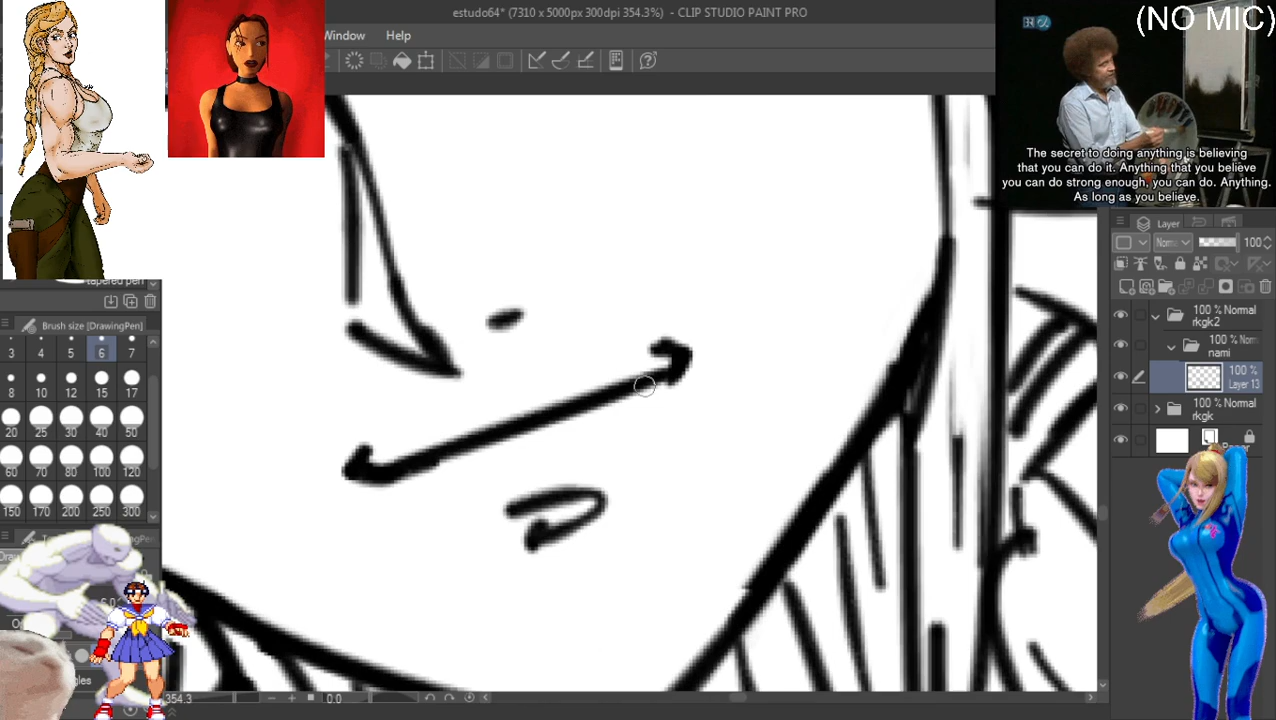 estudo64* (7310 x 5000px 300dpi 354.3%) - CLIP STUDIO PAINT PRO
(NO MIC)
Window Help
The secret to doing anything is believing
that you can do it. Anything that you believe
you can do strong enough, you can do. Anything.
As long as you believe.
Layer
100
tapered pen
Brush size [DrawingPen]
3 4 5 6 7
8 10 12 15 17
20 25 30 40 50
60 70 80 100 120
150 170 200 250 300
100 % Normal
rkgk2
100 % Norm
nami
100 %
Layer 13
100 % Normal
rkgk
354.3
0.0